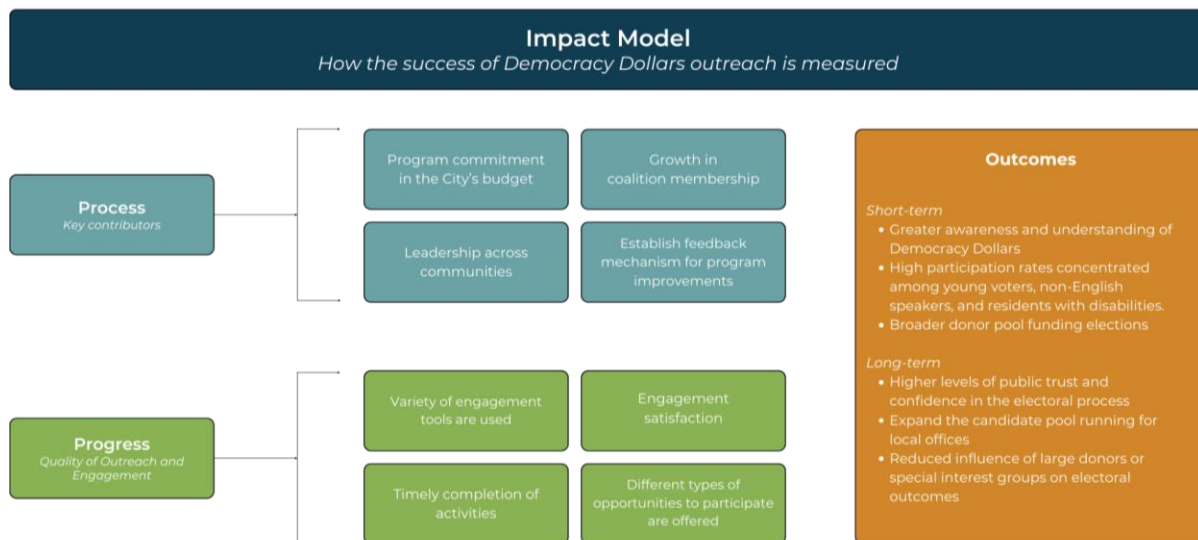 Impact Model
How the success of Democracy Dollars outreach is measured
Process
Key contributors
Program commitment
in the City's budget
Growth in
coalition membership
Leadership across
communities
Establish feedback
mechanism for program
improvements
Progress
Quality of Outreach and
Engagement
Variety of engagement
tools are used
Engagement
satisfaction
Timely completion of
activities
Different types of
opportunities to participate
are offered
Outcomes
Short-term
• Greater awareness and understanding of
Democracy Dollars
• High participation rates concentrated
among young voters, non-English
speakers, and residents with disabilities.
• Broader donor pool funding elections
Long-term
• Higher levels of public trust and
confidence in the electoral process
• Expand the candidate pool running for
local offices
• Reduced influence of large donors or
special interest groups on electoral
outcomes